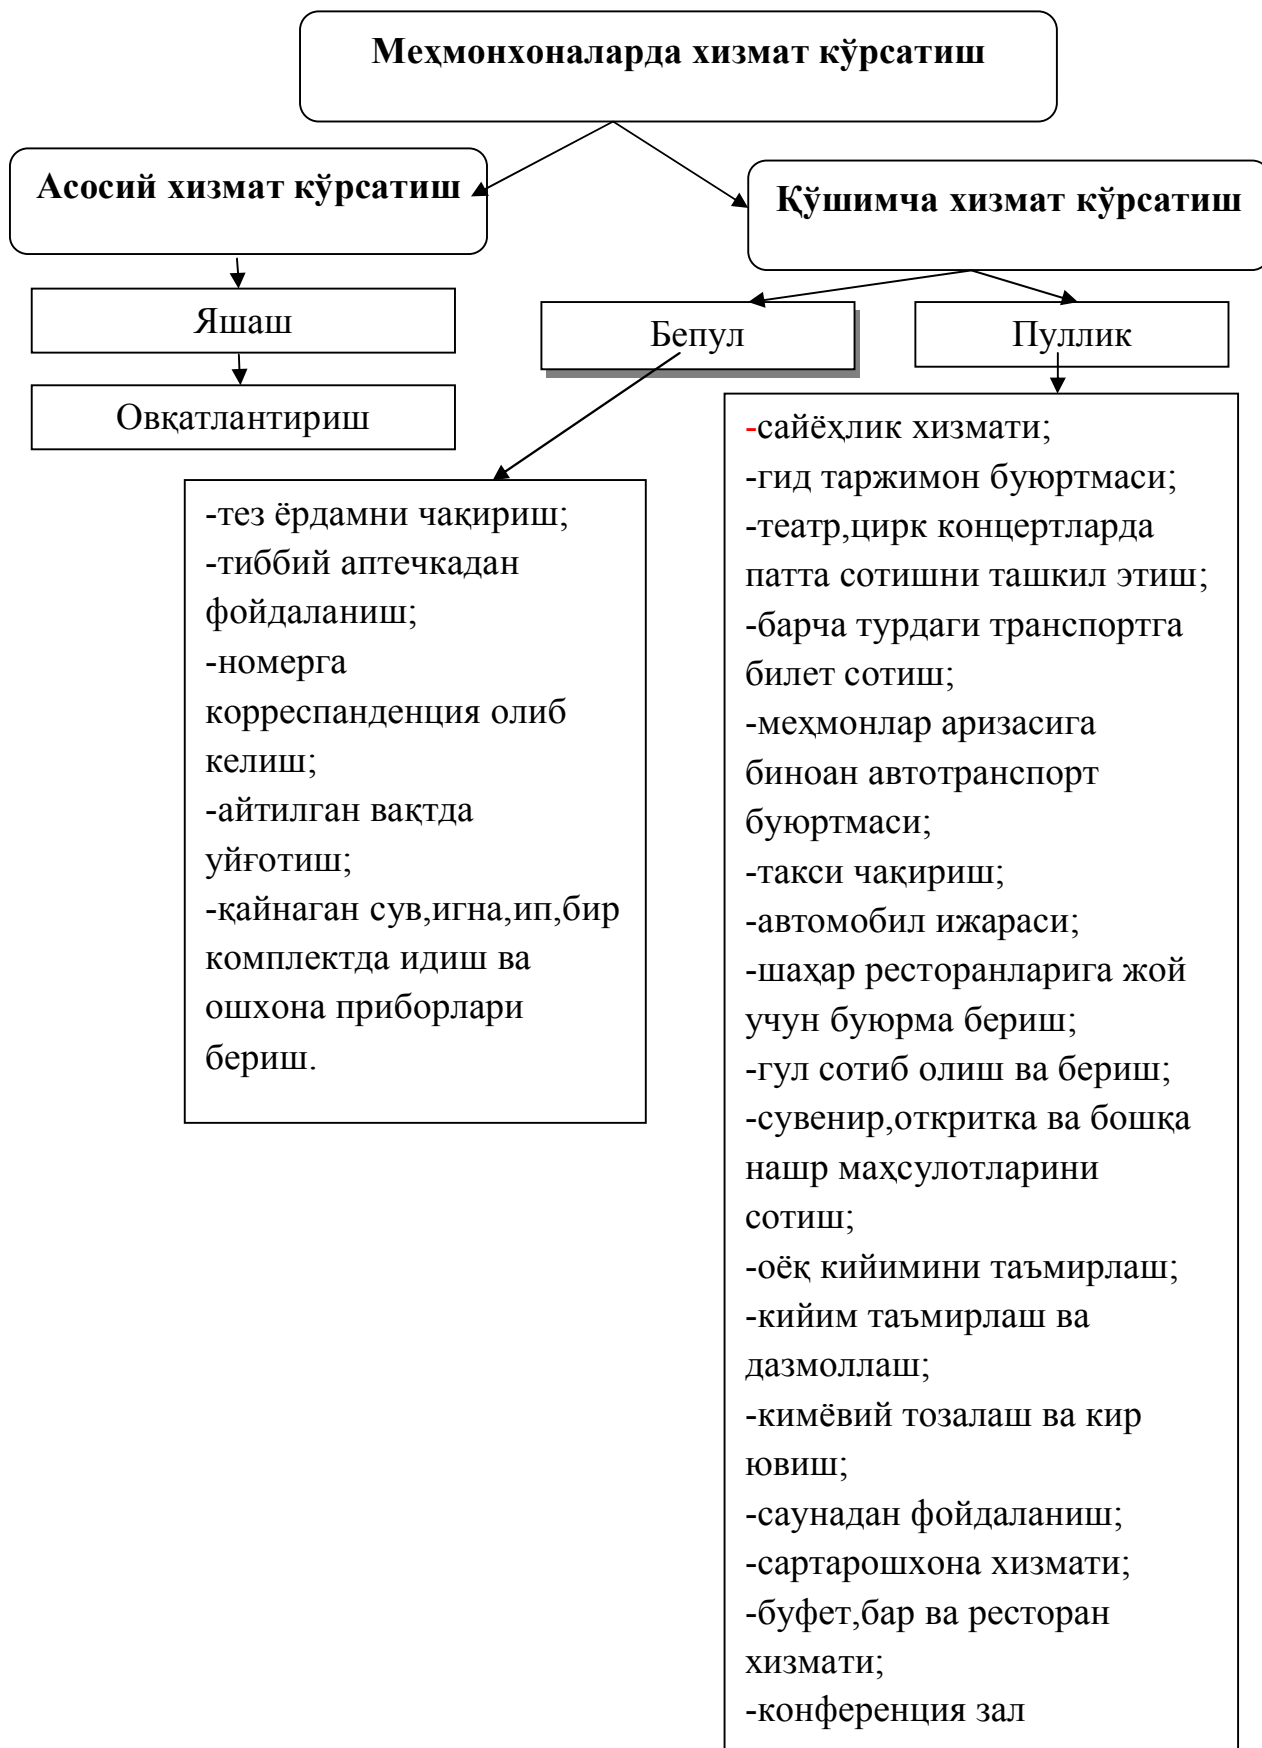 Меҳмонхоналарда хизмат кўрсатиш
Асосий хизмат кўрсатиш
Қўшимча хизмат кўрсатиш
Яшаш
Овқатлантириш
Бепул
Пуллик
-тез ёрдамни чақириш;
-тиббий аптечкадан
фойдаланиш;
-номерга
корреспанденция олиб
келиш;
-айтилган вақтда
уйғотиш;
-қайнаган сув,игна,ип,бир
комплектда идиш ва
ошхона приборлари
бериш.
-сайёҳлик хизмати;
-гид таржимон буюртмаси;
-театр,цирк концертларда
патта сотишни ташкил этиш;
-барча турдаги транспортга
билет сотиш;
-меҳмонлар аризасига
биноан автотранспорт
буюртмаси;
-такси чақириш;
-автомобил ижараси;
-шаҳар ресторанларига жой
учун буюрма бериш;
-гул сотиб олиш ва бериш;
-сувенир,откритка ва бошқа
нашр маҳсулотларини
сотиш;
-оёқ кийимини таъмирлаш;
-кийим таъмирлаш ва
дазмоллаш;
-кимёвий тозалаш ва кир
ювиш;
-саунадан фойдаланиш;
-сартарошхона хизмати;
-буфет,бар ва ресторан
хизмати;
-конференция зал